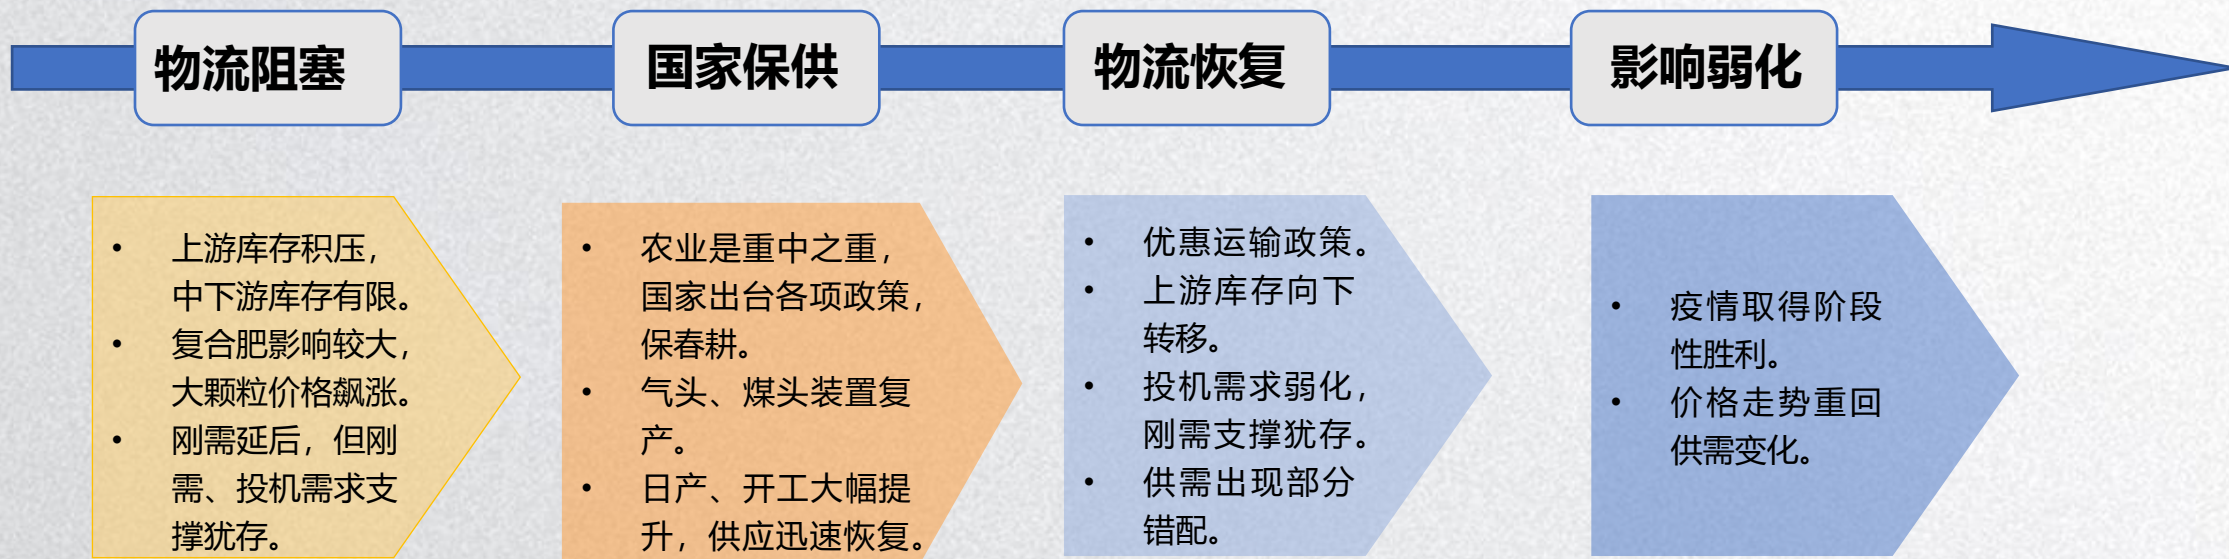 物流阻塞
国家保供
物流恢复
影响弱化
• 上游库存积压，
中下游库存有限。
• 复合肥影响较大，
大颗粒价格飙涨。
• 刚需延后，但刚
需、投机需求支
撑犹存。
• 农业是重中之重，
国家出台各项政策，
保春耕。
• 气头、煤头装置复
产。
• 日产、开工大幅提
升，供应迅速恢复。
• 优惠运输政策。
• 上游库存向下
转移。
• 投机需求弱化，
刚需支撑犹存。
• 供需出现部分
错配。
• 疫情取得阶段
性胜利。
• 价格走势重回
供需变化。